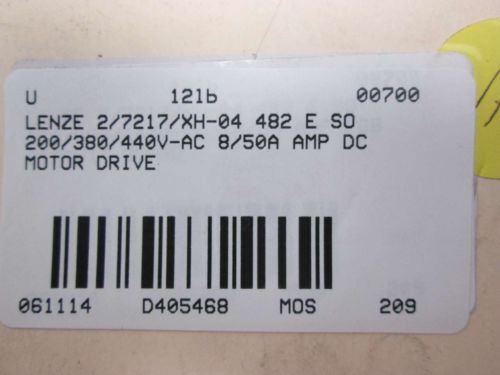 U 12lb 00700
LENZE 2/7217/XH-04 482 E SO
200/380/440V-AC 8/50A AMP DC
MOTOR DRIVE
061114 D405468 MOS 209